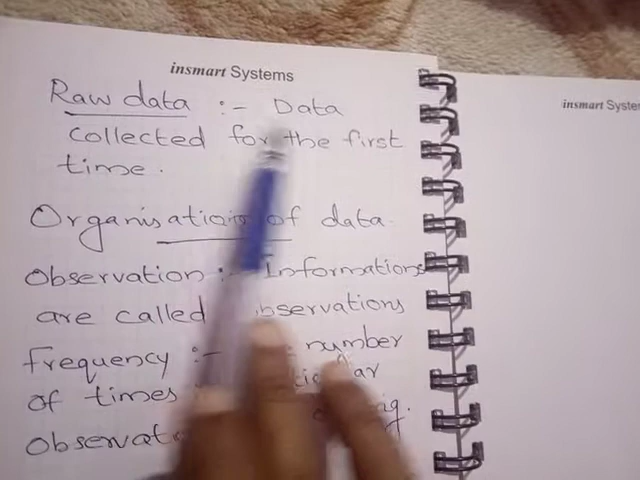 insmart Systems
Raw data :- Data
collected for the first
time.
Organisation of data
Observation :- Informations
are called observations
frequency :- number
of times
Observati
insmart Syste